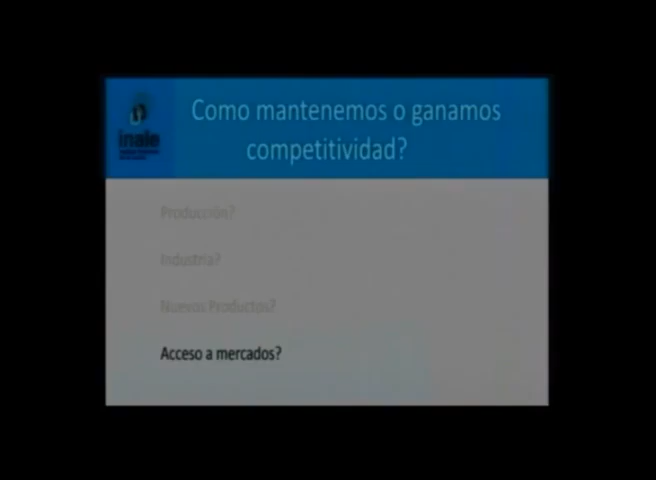 inale
Como mantenemos o ganamos
competitividad?
Producción?
Industria?
Nuevos Productos?
Acceso a mercados?